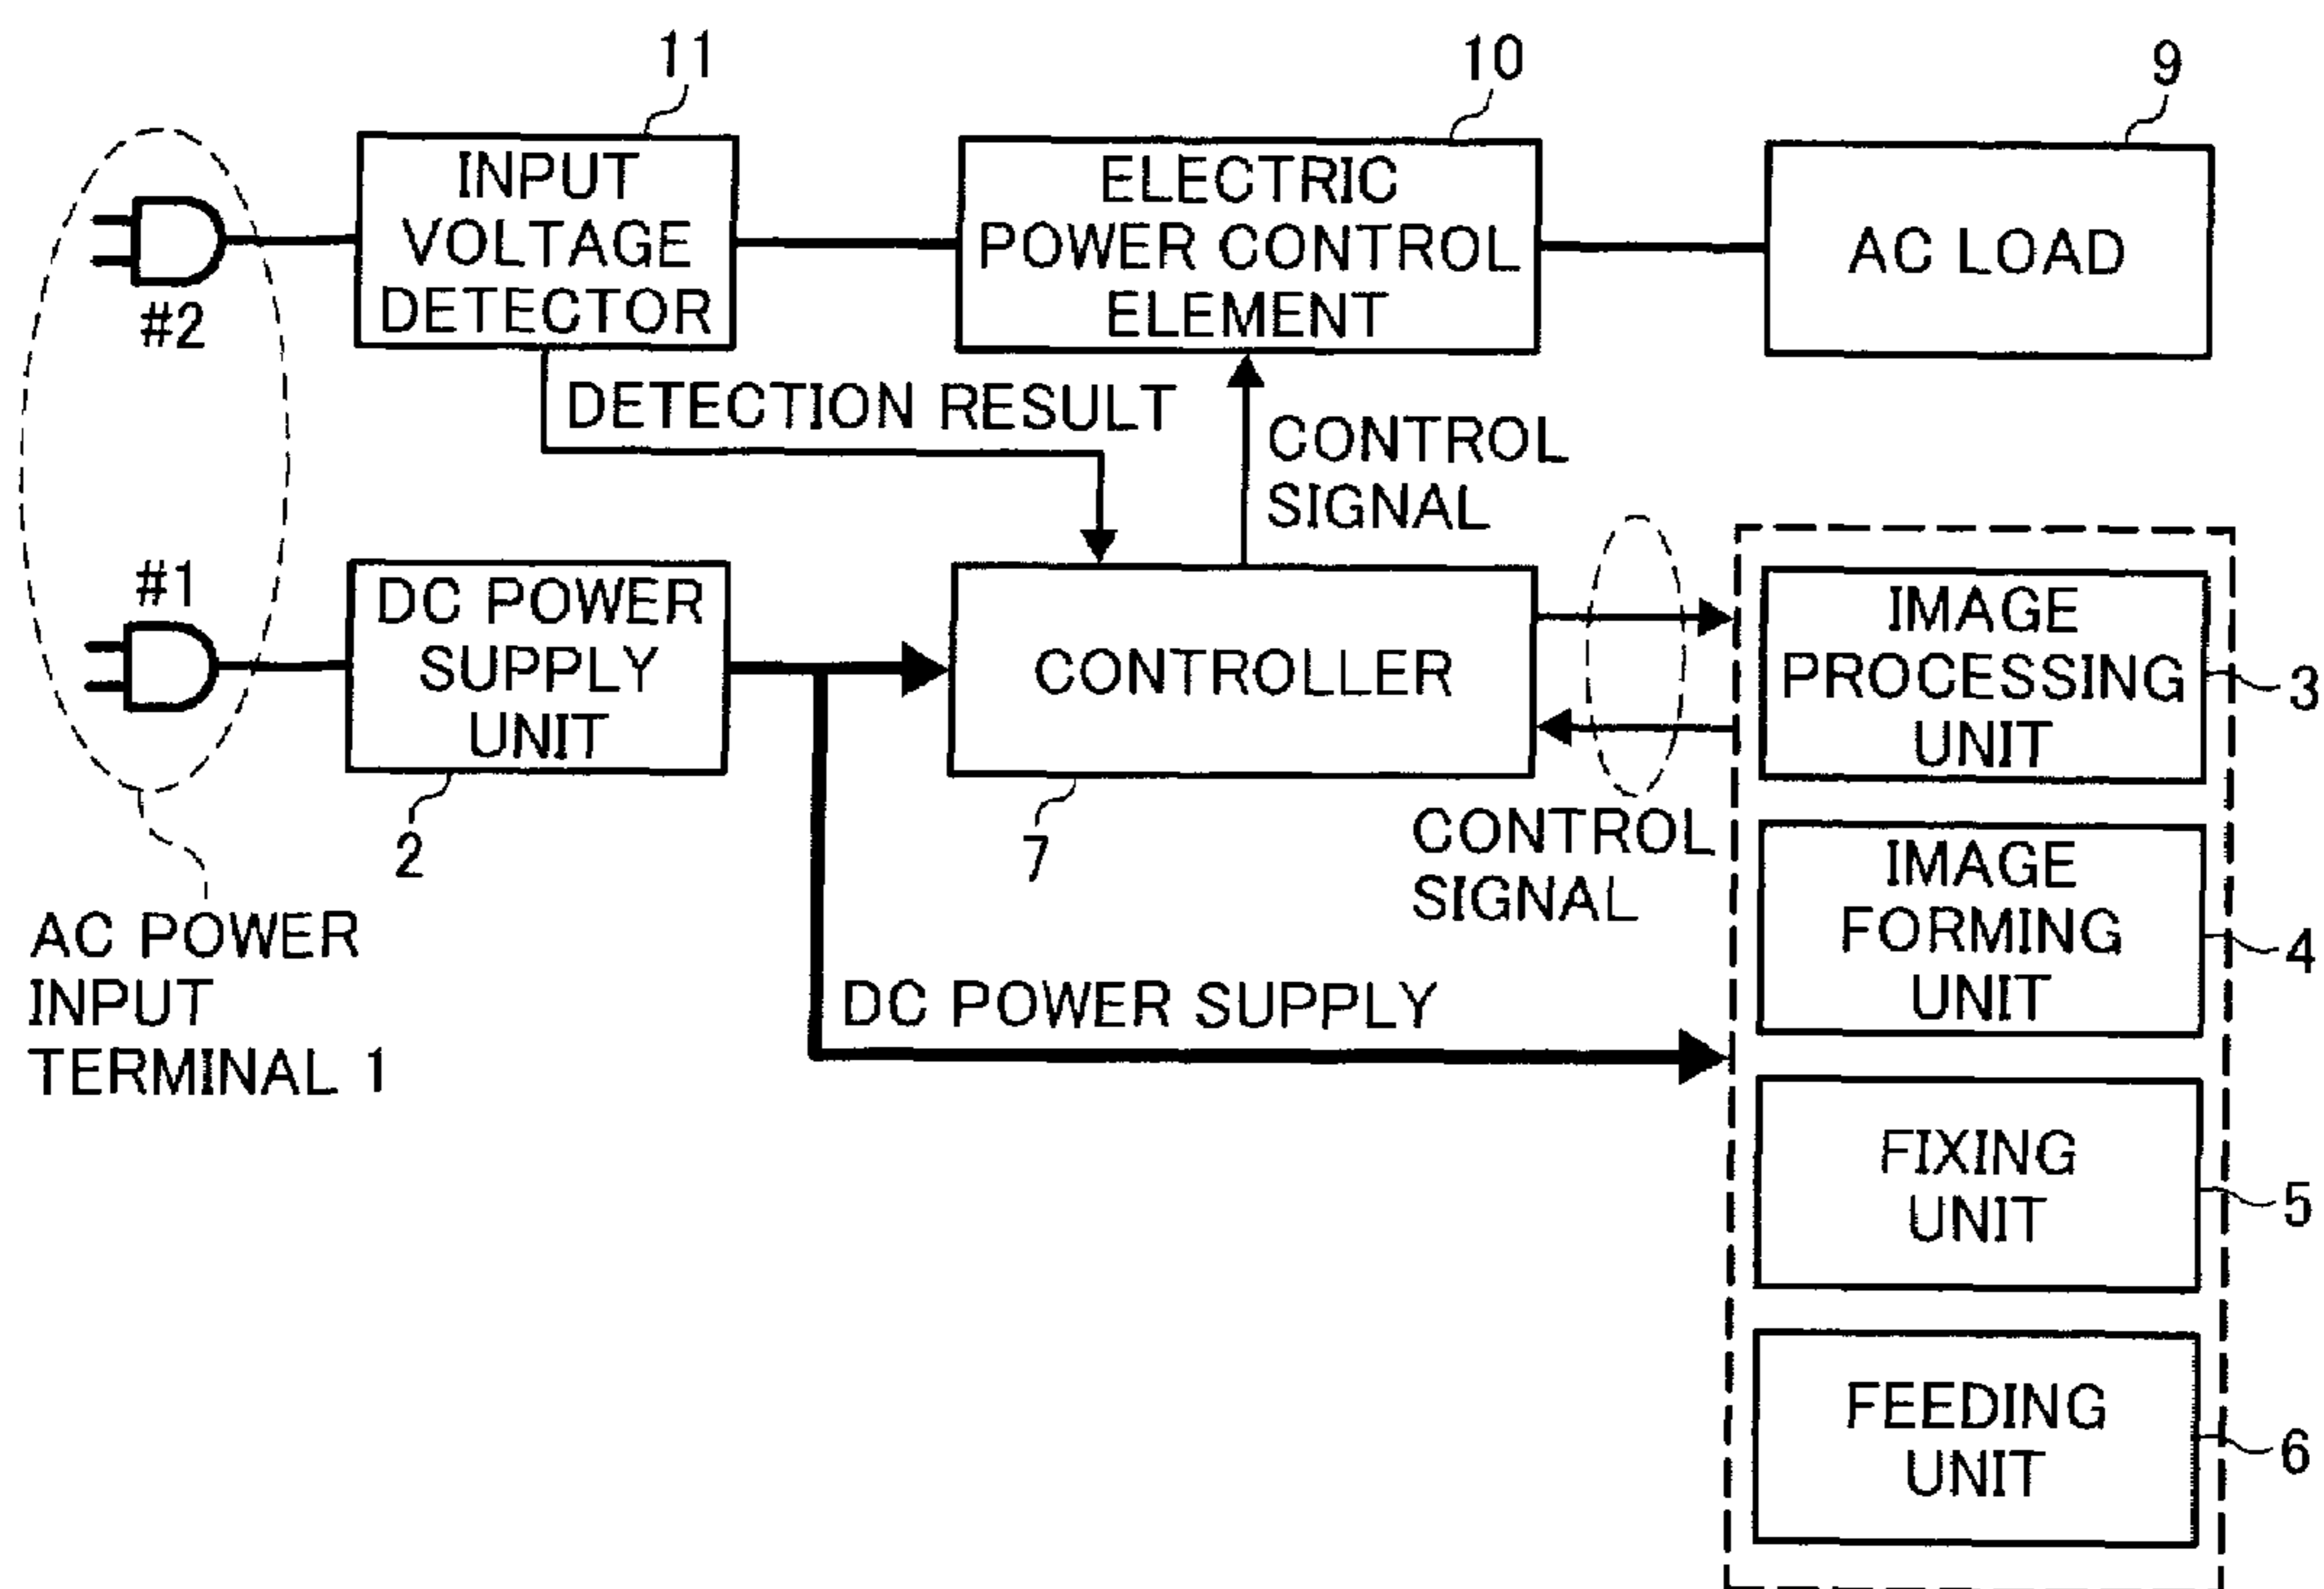 11
10
9
INPUT
VOLTAGE
DETECTOR
ELECTRIC
POWER CONTROL
ELEMENT
AC LOAD
#2
DETECTION RESULT
CONTROL
SIGNAL
#1
DC POWER
SUPPLY
UNIT
CONTROLLER
IMAGE
PROCESSING
UNIT
3
2
7
CONTROL
SIGNAL
IMAGE
FORMING
UNIT
4
AC POWER
INPUT
TERMINAL 1
DC POWER SUPPLY
FIXING
UNIT
5
FEEDING
UNIT
6